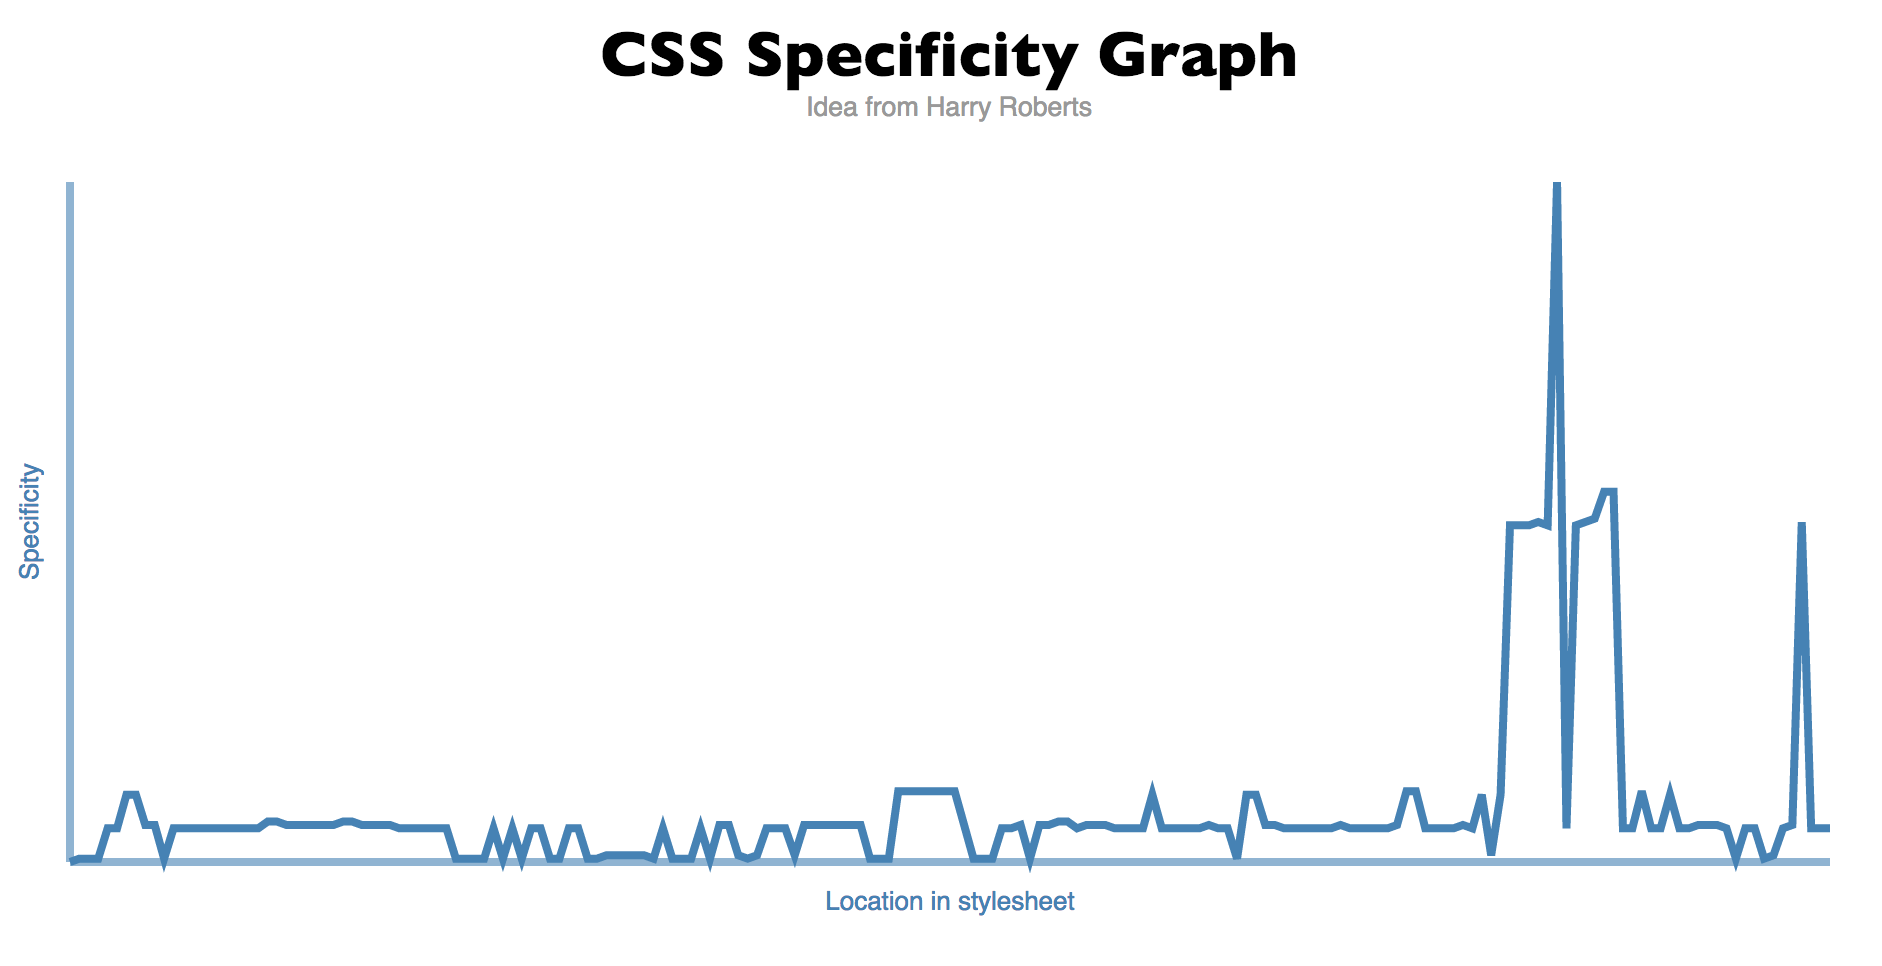 CSS Specificity Graph
Idea from Harry Roberts
Specificity
Location in stylesheet